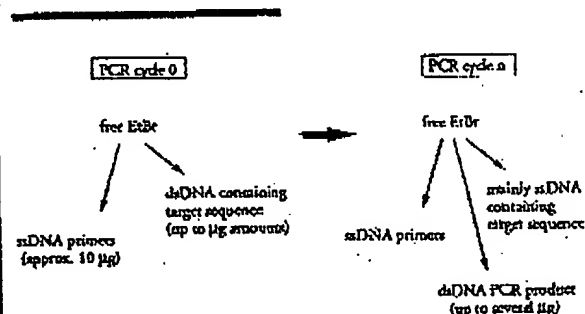 PCR cycle 0
free EtBr
ssDNA primers
(approx. 10 µg)
dsDNA containing
target sequence
(up to µg amounts)
PCR cycle n
free EtBr
ssDNA primers
mainly ssDNA
containing
target sequence
dsDNA PCR product
(up to several µg)